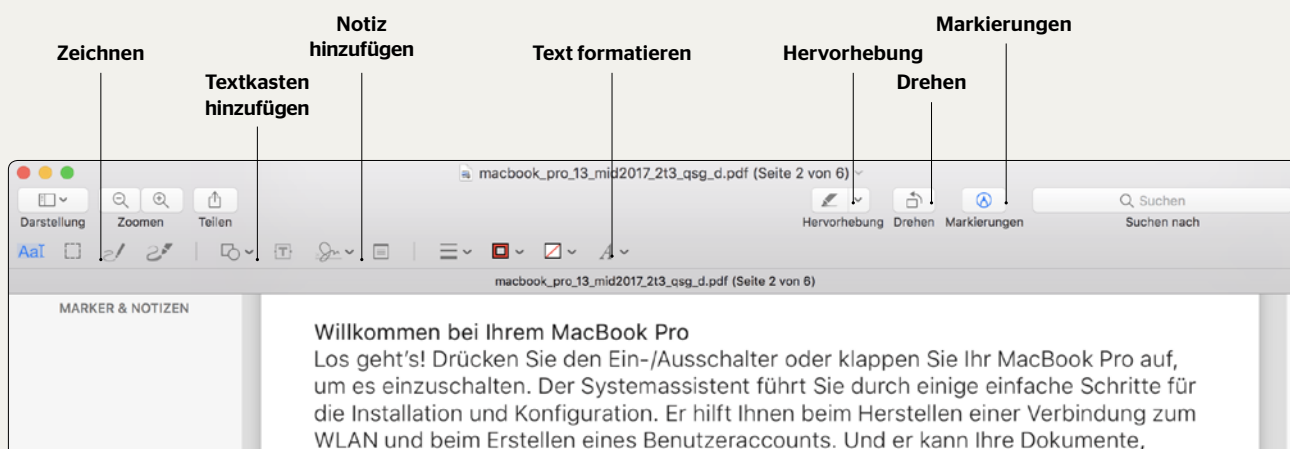 Zeichnen
Textkasten
hinzufügen
Notiz
hinzufügen
Text formatieren
Hervorhebung
Drehen
Markierungen
macbook_pro_13_mid2017_2t3_qsg_d.pdf (Seite 2 von 6)
Suchen
Darstellung Zoomen Teilen Hervorhebung Drehen Markierungen Suchen nach
AaI T A
macbook_pro_13_mid2017_2t3_qsg_d.pdf (Seite 2 von 6)
MARKER & NOTIZEN
Willkommen bei Ihrem MacBook Pro
Los geht's! Drücken Sie den Ein-/Ausschalter oder klappen Sie Ihr MacBook Pro auf,
um es einzuschalten. Der Systemassistent führt Sie durch einige einfache Schritte für
die Installation und Konfiguration. Er hilft Ihnen beim Herstellen einer Verbindung zum
WLAN und beim Erstellen eines Benutzeraccounts. Und er kann Ihre Dokumente,